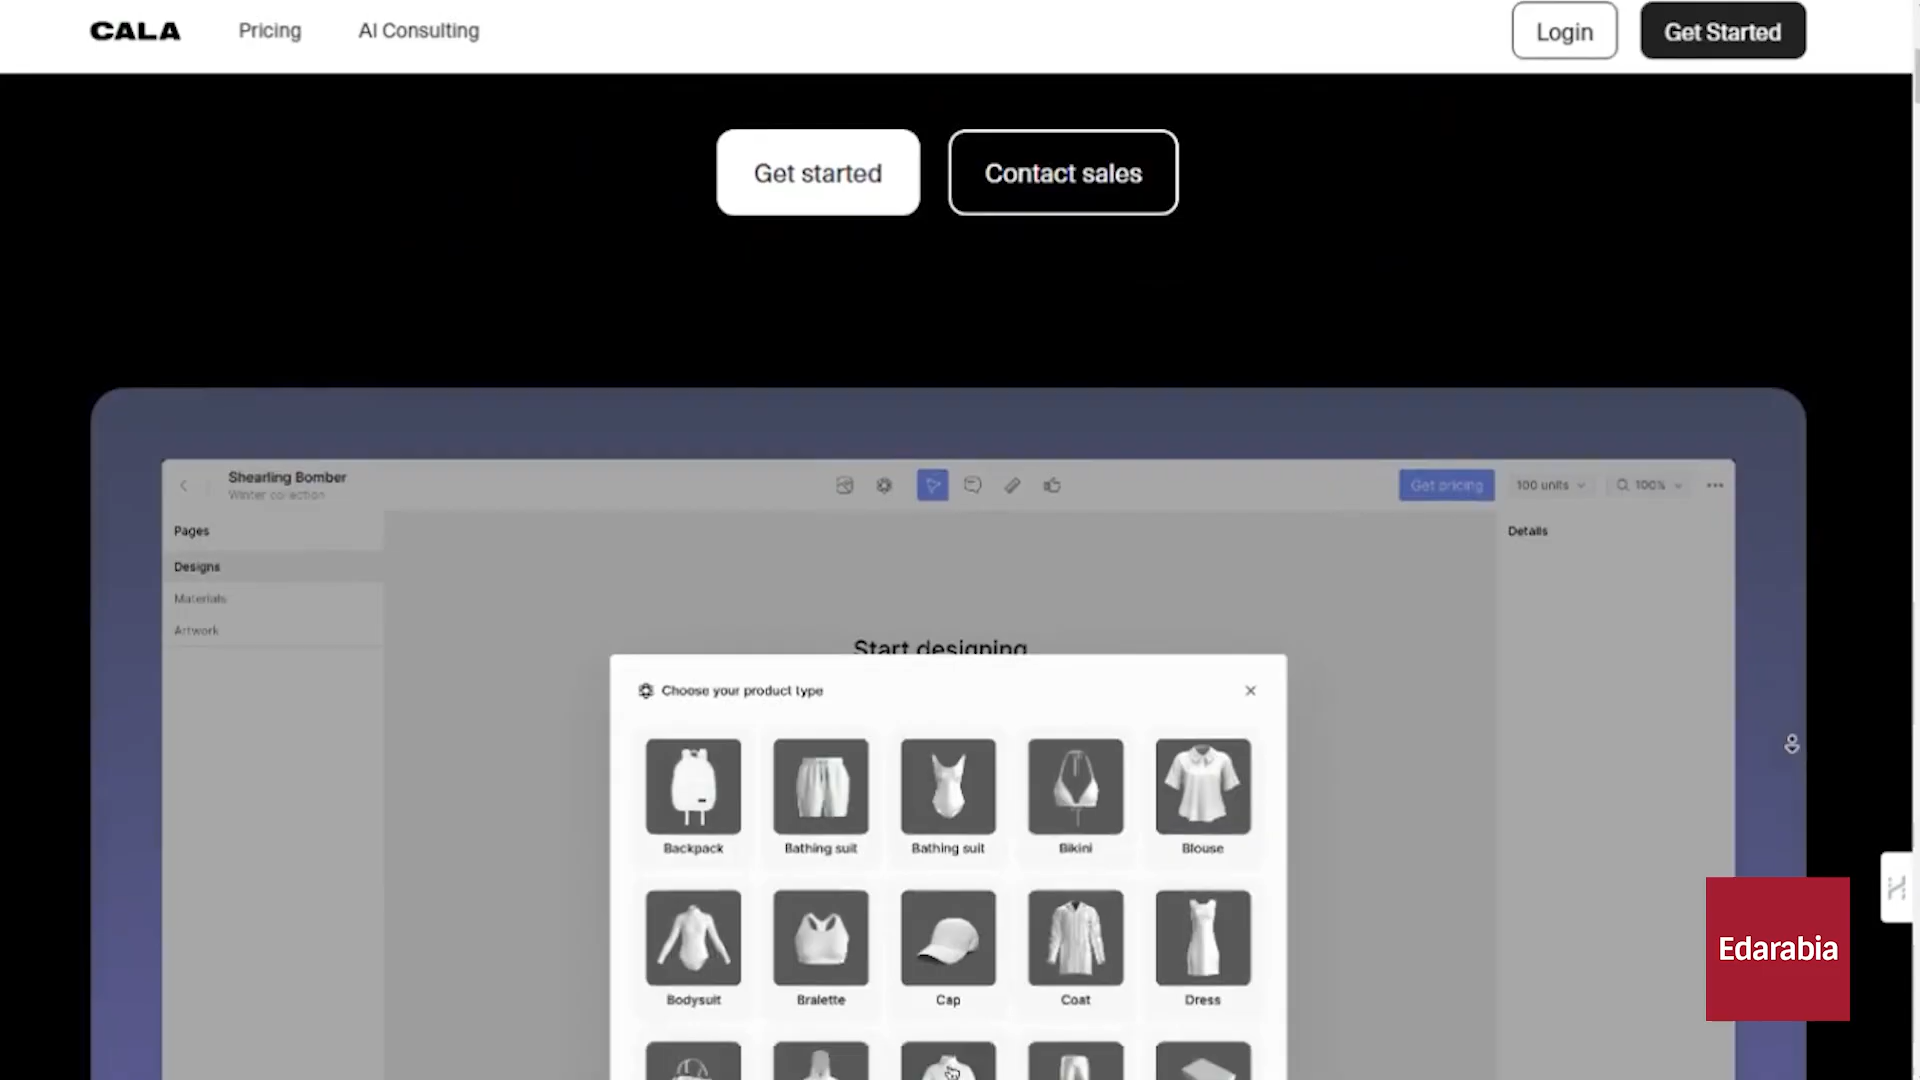 CALA
Pricing
AI Consulting
Login
Get Started
Get started
Contact sales
Shearling Bomber
Winter collection
Get pricing
100 units
100%
Pages
Designs
Materials
Artwork
Details
Start designing
Choose your product type
Backpack
Bathing suit
Bathing suit
Bikini
Blouse
Bodysuit
Bralette
Cap
Coat
Dress
Edarabia